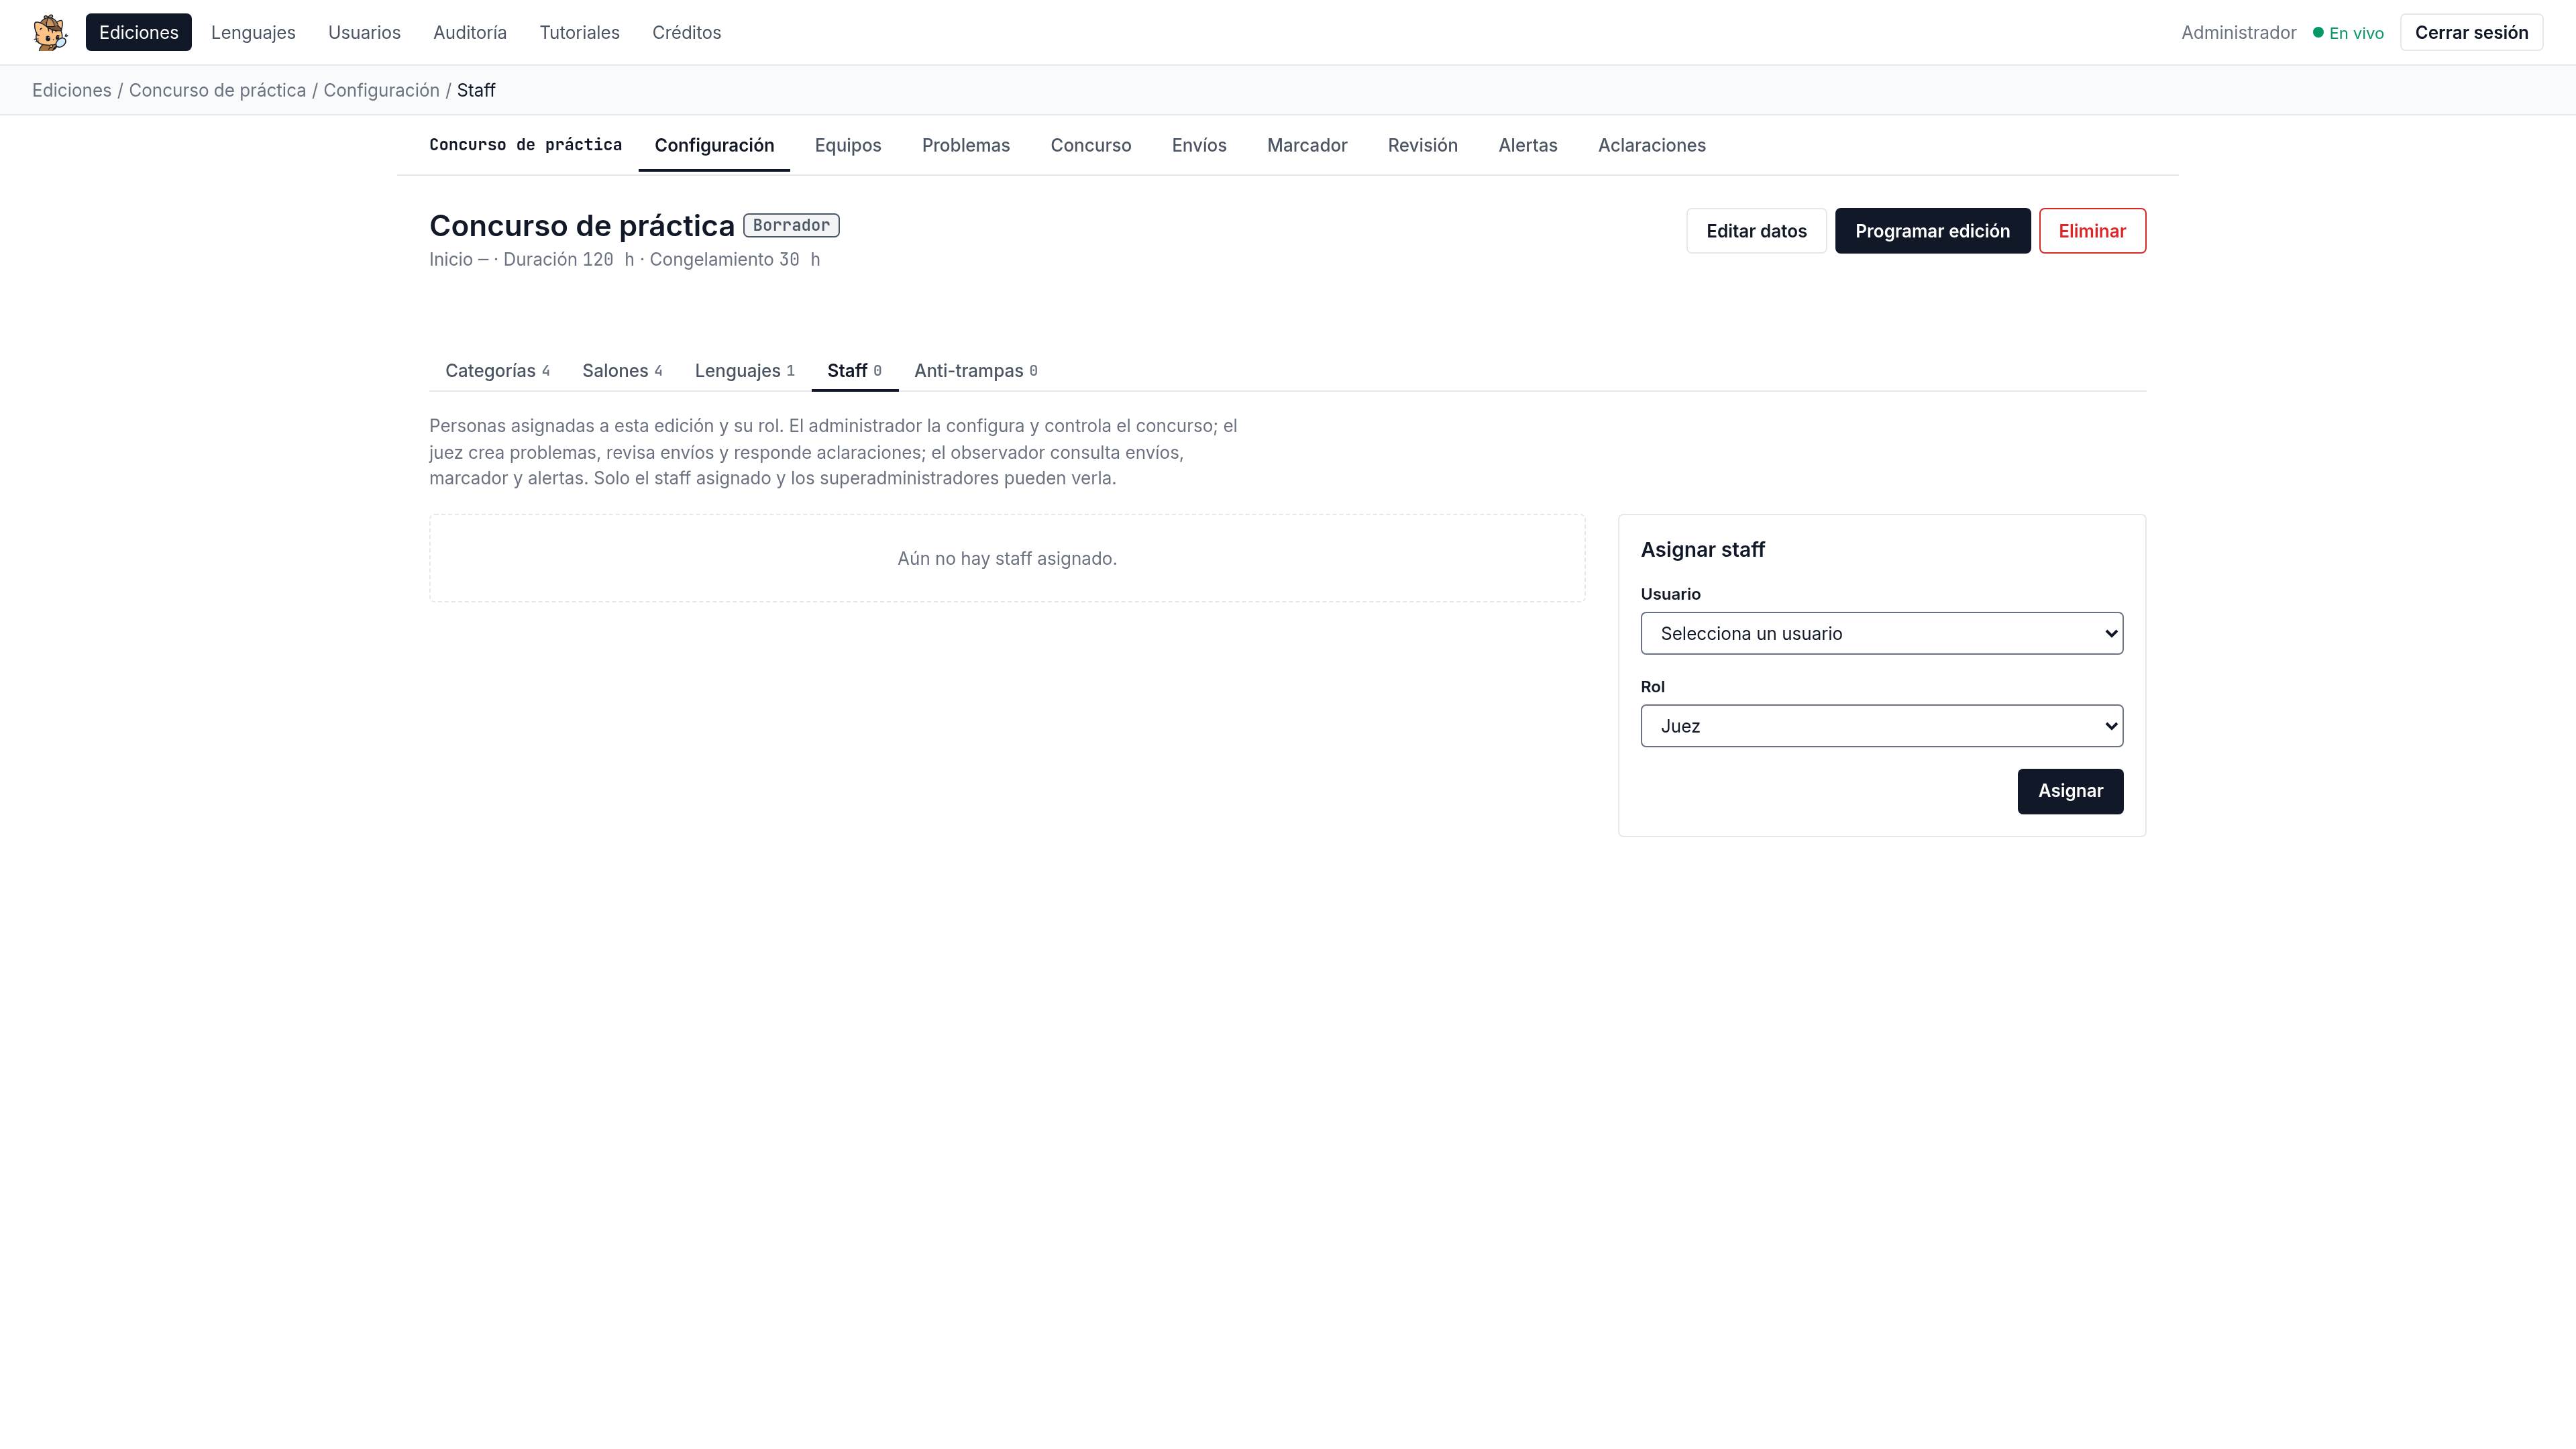 Ediciones Lenguajes Usuarios Auditoría Tutoriales Créditos Administrador En vivo Cerrar sesión
Ediciones / Concurso de práctica / Configuración / Staff
Concurso de práctica Configuración Equipos Problemas Concurso Envíos Marcador Revisión Alertas Aclaraciones
Concurso de práctica Borrador
Editar datos Programar edición Eliminar
Inicio — · Duración 120 h · Congelamiento 30 h
Categorías 4 Salones 4 Lenguajes 1 Staff 0 Anti-trampas 0
Personas asignadas a esta edición y su rol. El administrador la configura y controla el concurso; el
juez crea problemas, revisa envíos y responde aclaraciones; el observador consulta envíos,
marcador y alertas. Solo el staff asignado y los superadministradores pueden verla.
Aún no hay staff asignado.
Asignar staff
Usuario
Selecciona un usuario
Rol
Juez
Asignar